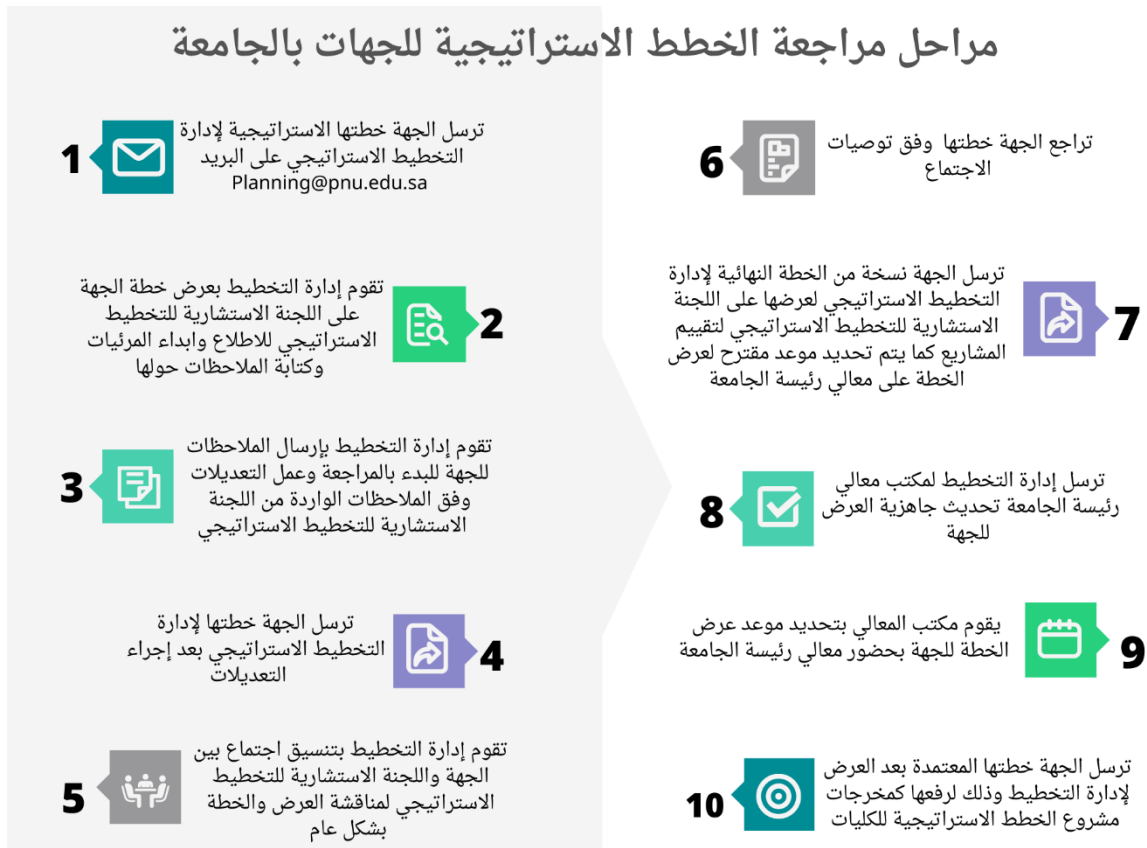 مراحل مراجعة الخطط الاستراتيجية للجهات بالجامعة
1
ترسل الجهة خطتها الاستراتيجية لإدارة
التخطيط الاستراتيجي على البريد
Planning@pnu.edu.sa
2
تقوم إدارة التخطيط بعرض خطة الجهة
على اللجنة الاستشارية للتخطيط
الاستراتيجي للاطلاع وابداء المرئيات
وكتابة الملاحظات حولها
3
تقوم إدارة التخطيط بإرسال الملاحظات
للجهة للبدء بالمراجعة وعمل التعديلات
وفق الملاحظات الواردة من اللجنة
الاستشارية للتخطيط الاستراتيجي
4
ترسل الجهة خطتها لإدارة
التخطيط الاستراتيجي بعد إجراء
التعديلات
5
تقوم إدارة التخطيط بتنسيق اجتماع بين
الجهة واللجنة الاستشارية للتخطيط
الاستراتيجي لمناقشة العرض والخطة
بشكل عام
6
تراجع الجهة خطتها وفق توصيات
الاجتماع
7
ترسل الجهة نسخة من الخطة النهائية لإدارة
التخطيط الاستراتيجي لعرضها على اللجنة
الاستشارية للتخطيط الاستراتيجي لتقييم
المشاريع كما يتم تحديد موعد مقترح لعرض
الخطة على معالي رئيسة الجامعة
8
ترسل إدارة التخطيط لمكتب معالي
رئيسة الجامعة تحديث جاهزية العرض
للجهة
9
يقوم مكتب المعالي بتحديد موعد عرض
الخطة للجهة بحضور معالي رئيسة الجامعة
10
ترسل الجهة خطتها المعتمدة بعد العرض
لإدارة التخطيط وذلك لرفعها كمخرجات
مشروع الخطط الاستراتيجية للكليات